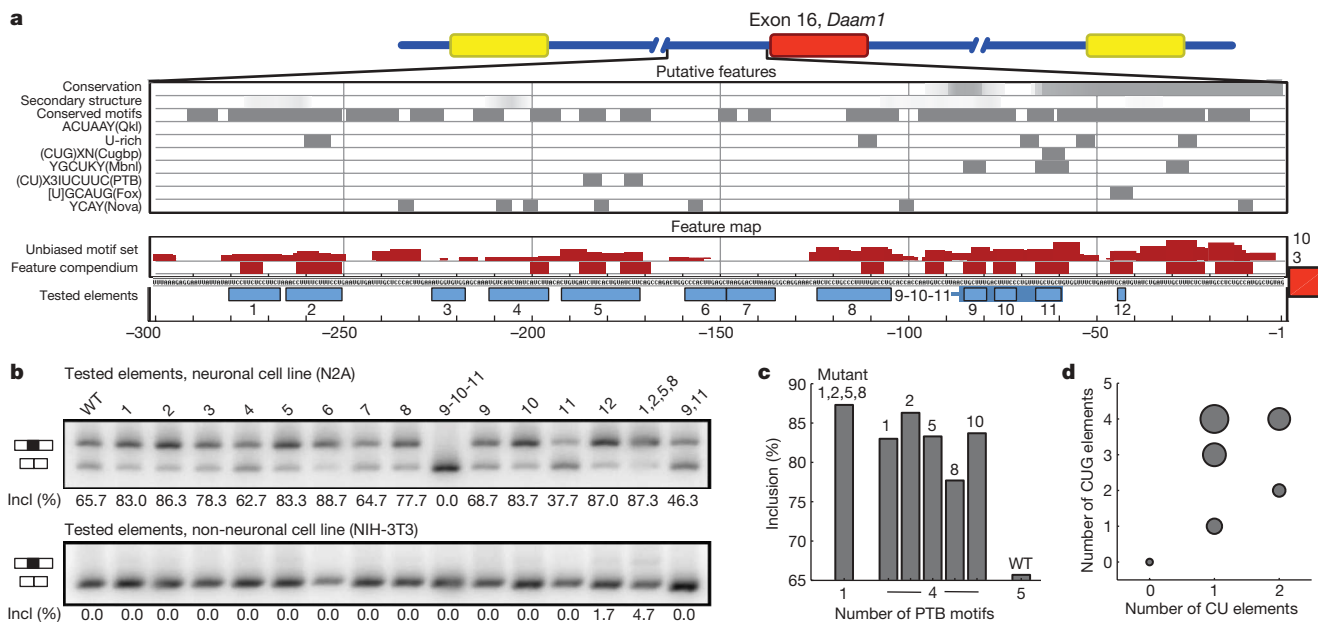 a
Exon 16, Daam1
Putative features
Conservation
Secondary structure
Conserved motifs
ACUAAY(Qkl)
U-rich
(CUG)XN(Cugbp)
YGCUKY(Mbnl)
(CU)X3IUCUUC(PTB)
[U]GCAUG(Fox)
YCAY(Nova)
Feature map
Unbiased motif set
10
Feature compendium
3
Tested elements
1 2 3 4 5 6 7 8 9-10-11 9 10 11 12
−300 −250 −200 −150 −100 −50 −1
b
Tested elements, neuronal cell line (N2A)
WT 1 2 3 4 5 6 7 8 9-10-11 9 10 11 12 1,2,5,8 9,11
Incl (%) 65.7 83.0 86.3 78.3 62.7 83.3 88.7 64.7 77.7 0.0 68.7 83.7 37.7 87.0 87.3 46.3
Tested elements, non-neuronal cell line (NIH-3T3)
Incl (%) 0.0 0.0 0.0 0.0 0.0 0.0 0.0 0.0 0.0 0.0 0.0 0.0 0.0 1.7 4.7 0.0
c
Inclusion (%)
90
85
80
75
70
65
Mutant
1,2,5,8
1 2 5 8 10
WT
1 4 5
Number of PTB motifs
d
Number of CUG elements
5
4
3
2
1
0
0 1 2
Number of CU elements